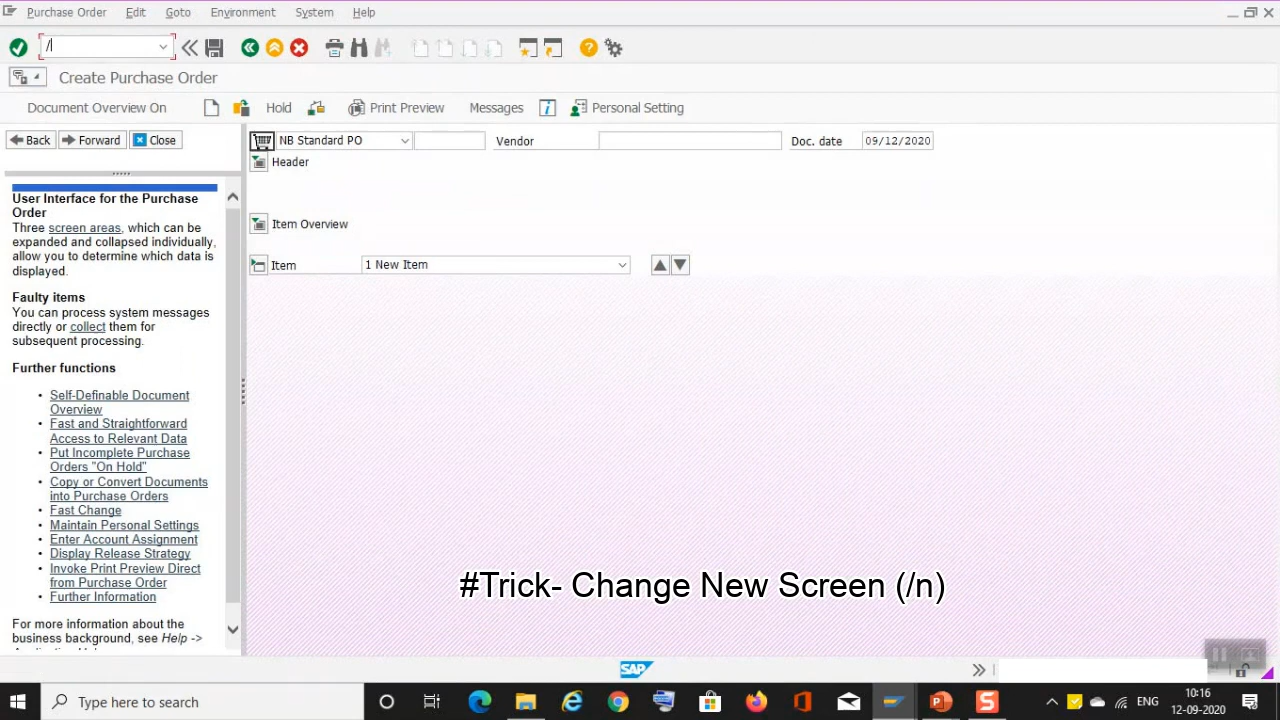 Purchase Order Edit Goto Environment System Help
/
Create Purchase Order
Document Overview On Hold Print Preview Messages Personal Setting
Back Forward Close
NB Standard PO Vendor Doc. date 09/12/2020
Header
Item Overview
Item 1 New Item
User Interface for the Purchase
Order
Three screen areas, which can be
expanded and collapsed individually,
allow you to determine which data is
displayed.
Faulty items
You can process system messages
directly or collect them for
subsequent processing.
Further functions
• Self-Definable Document
Overview
• Fast and Straightforward
Access to Relevant Data
• Put Incomplete Purchase
Orders "On Hold"
• Copy or Convert Documents
into Purchase Orders
• Fast Change
• Maintain Personal Settings
• Enter Account Assignment
• Display Release Strategy
• Invoke Print Preview Direct
from Purchase Order
• Further Information
For more information about the
business background, see Help ->
#Trick- Change New Screen (/n)
SAP
Type here to search
ENG
10:16
12-09-2020